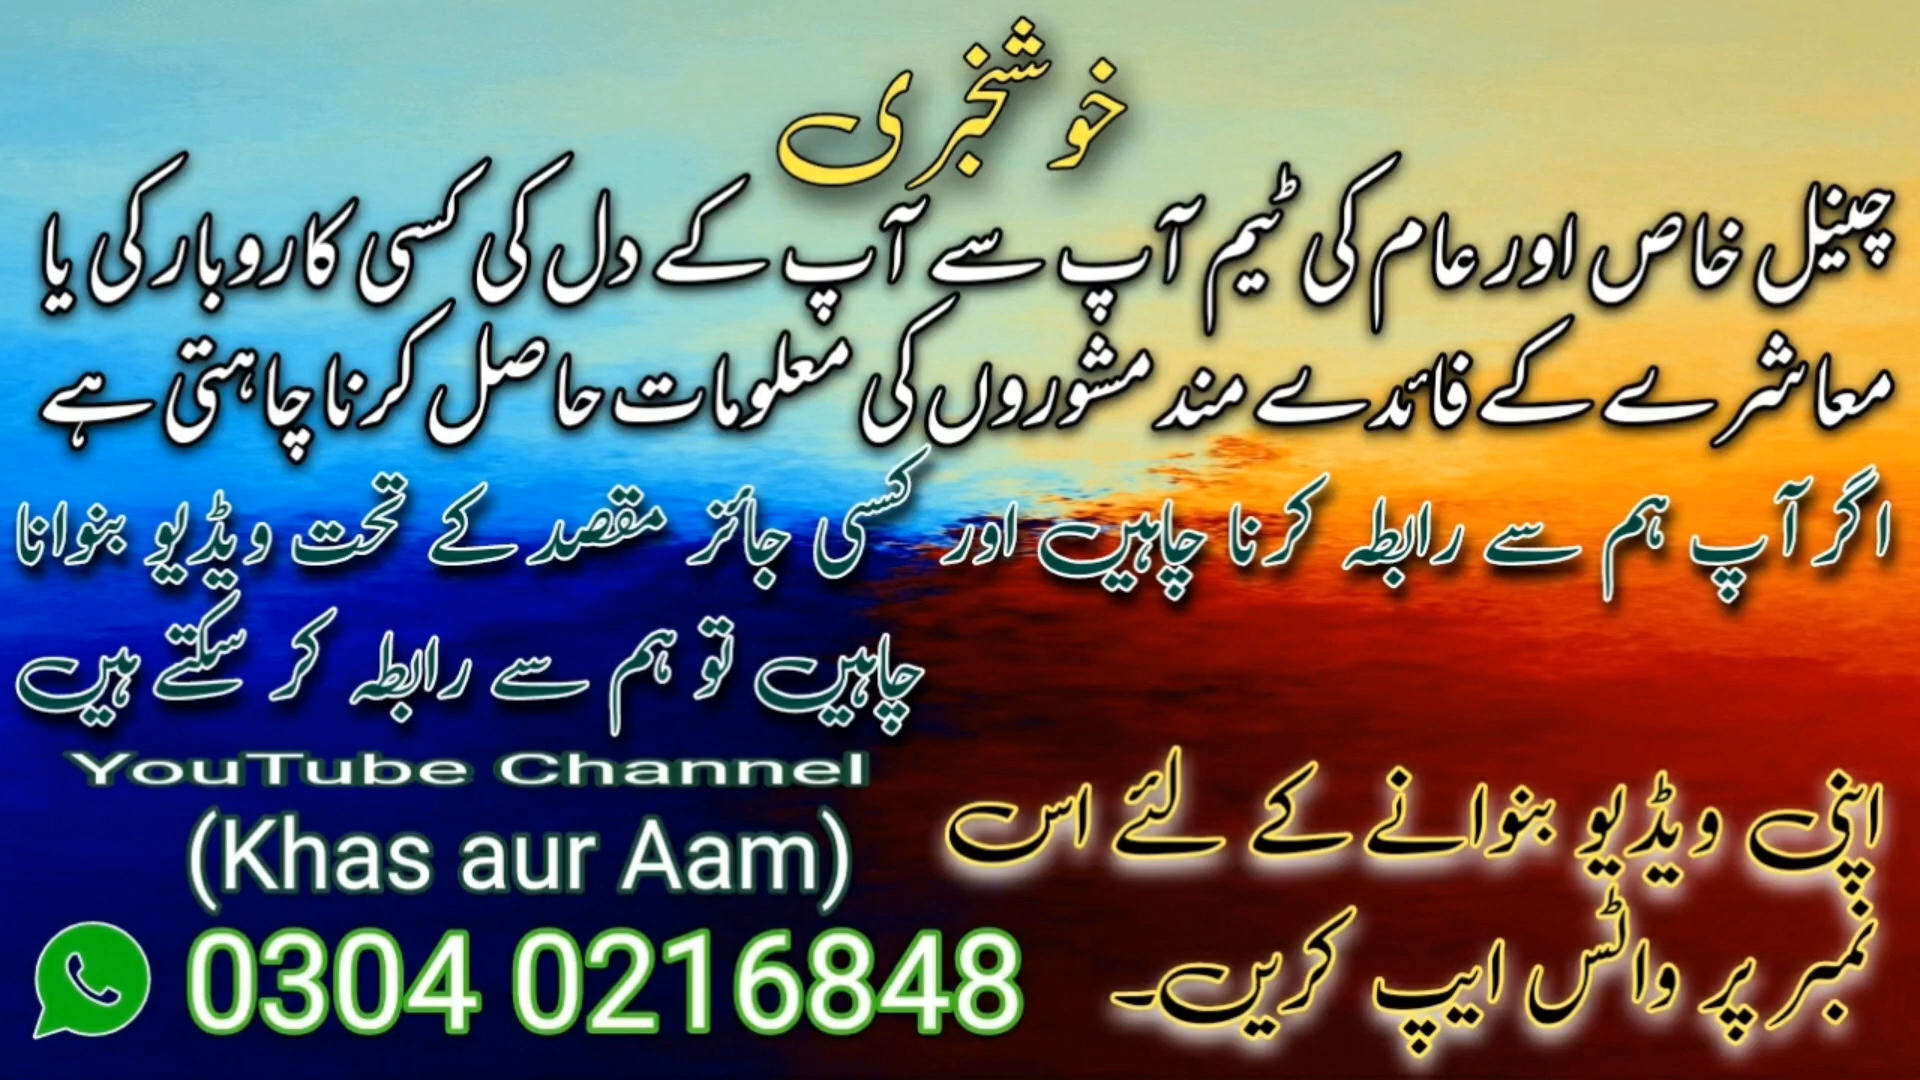 خوشخبری
چینیل خاص اور عام کی ٹیم آپ سے آپ کے دل کی کسی کاروبار کی یا
معاشرے کے فائدے مند مشوروں کی معلومات حاصل کرنا چاہتی ہے
اگر آپ ہم سے رابطہ کرنا چاہیں اور کسی جائز مقصد کے تحت ویڈیو بنوانا
چاہیں تو ہم سے رابطہ کر سکتے ہیں
YouTube Channel
(Khas aur Aam)
0304 0216848
اپنی ویڈیو بنوانے کے لئے اس
نمبر پر واٹس ایپ کریں۔